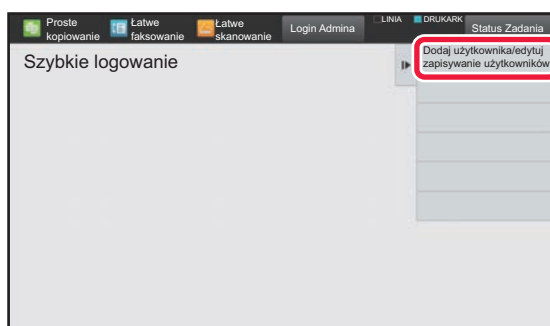 Proste kopiowanie
Łatwe faksowanie
Łatwe skanowanie
Login Admina
LINIA
DRUKARK
Status Zadania
Szybkie logowanie
Dodaj użytkownika/edytuj
zapisywanie użytkowników